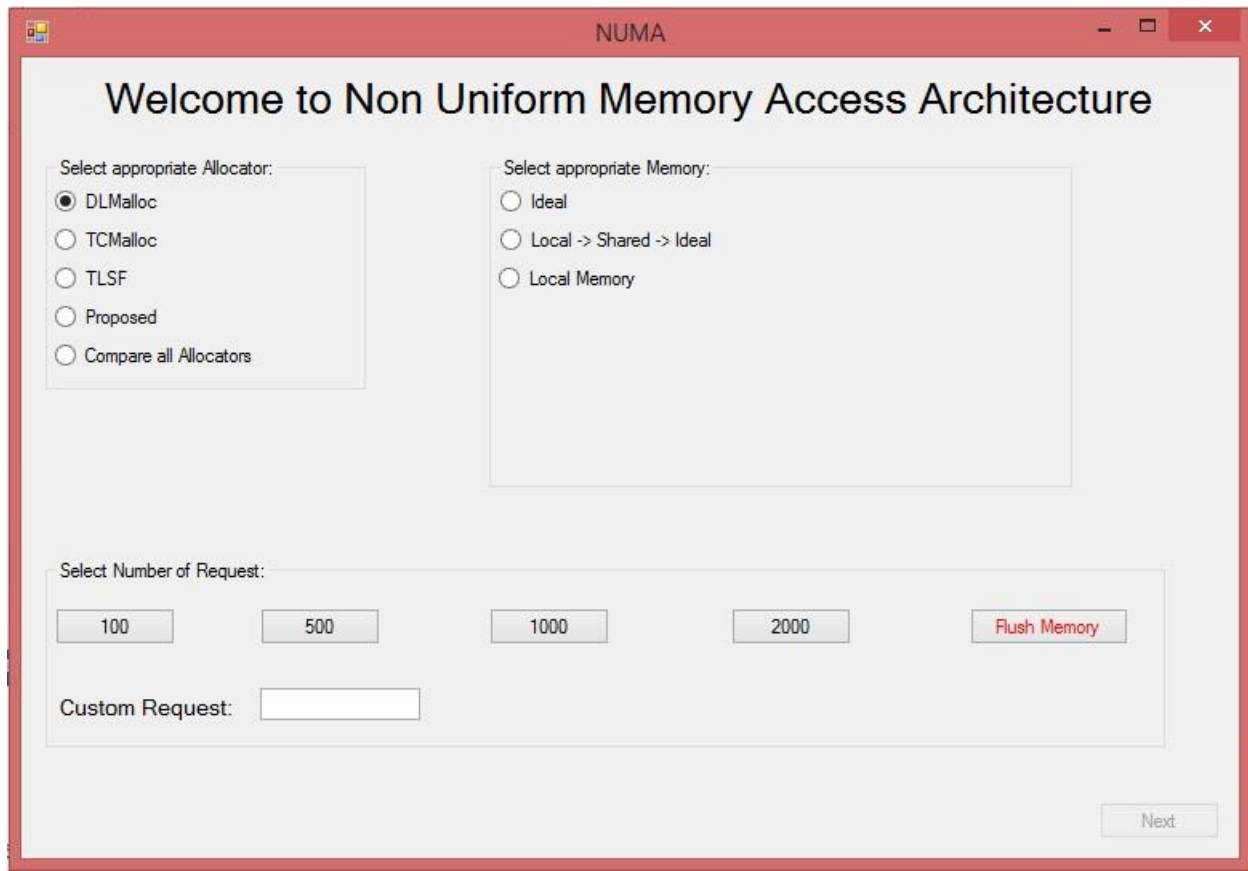 NUMA
Welcome to Non Uniform Memory Access Architecture
Select appropriate Allocator:
DLMalloc
TCMalloc
TLSF
Proposed
Compare all Allocators
Select appropriate Memory:
Ideal
Local -> Shared -> Ideal
Local Memory
Select Number of Request:
100 500 1000 2000 Flush Memory
Custom Request:
Next